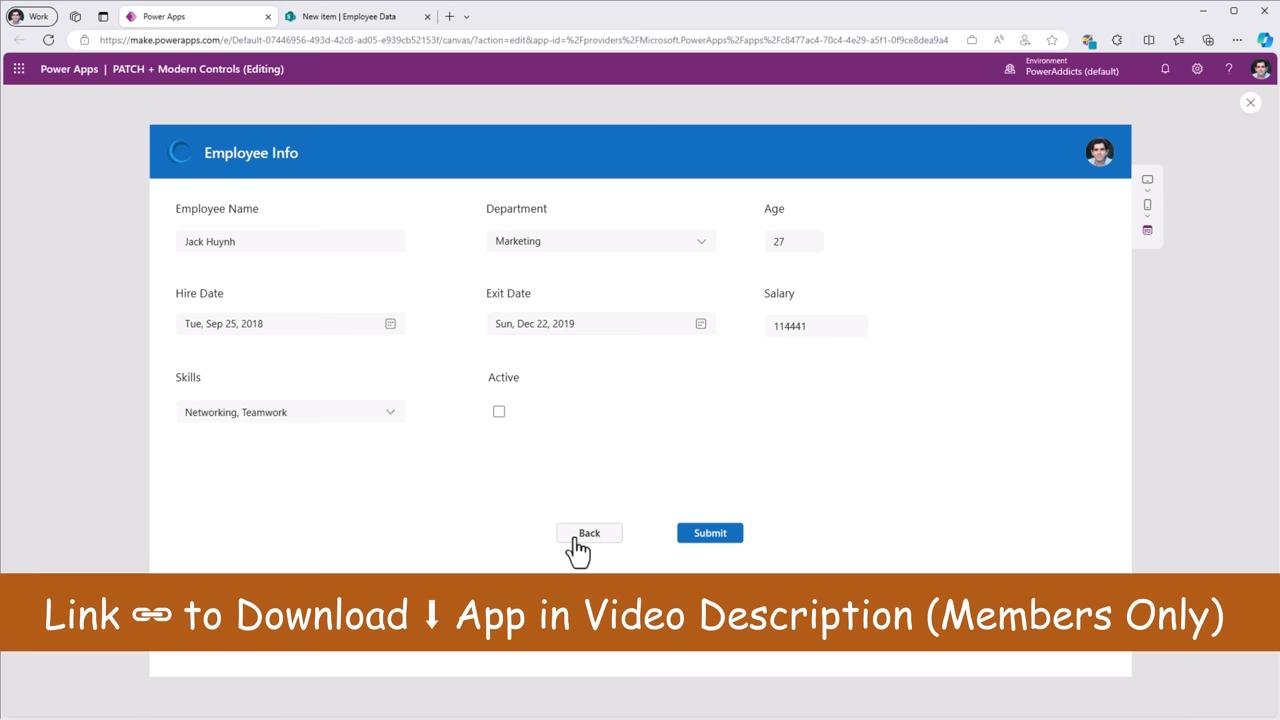 Work
Power Apps
New item | Employee Data
https://make.powerapps.com/e/Default-07446956-493d-42c8-ad05-e939cb52153f/canvas/?action=edit&app-id=%2Fproviders%2FMicrosoft.PowerApps%2Fapps%2Fc8477ac4-70c4-4e29-a5f1-0f9ce8dea9a4
Power Apps | PATCH + Modern Controls (Editing)
Environment
PowerAddicts (default)
Employee Info
Employee Name
Department
Age
Jack Huynh
Marketing
27
Hire Date
Exit Date
Salary
Tue, Sep 25, 2018
Sun, Dec 22, 2019
114441
Skills
Active
Networking, Teamwork
Back
Submit
Link to Download App in Video Description (Members Only)